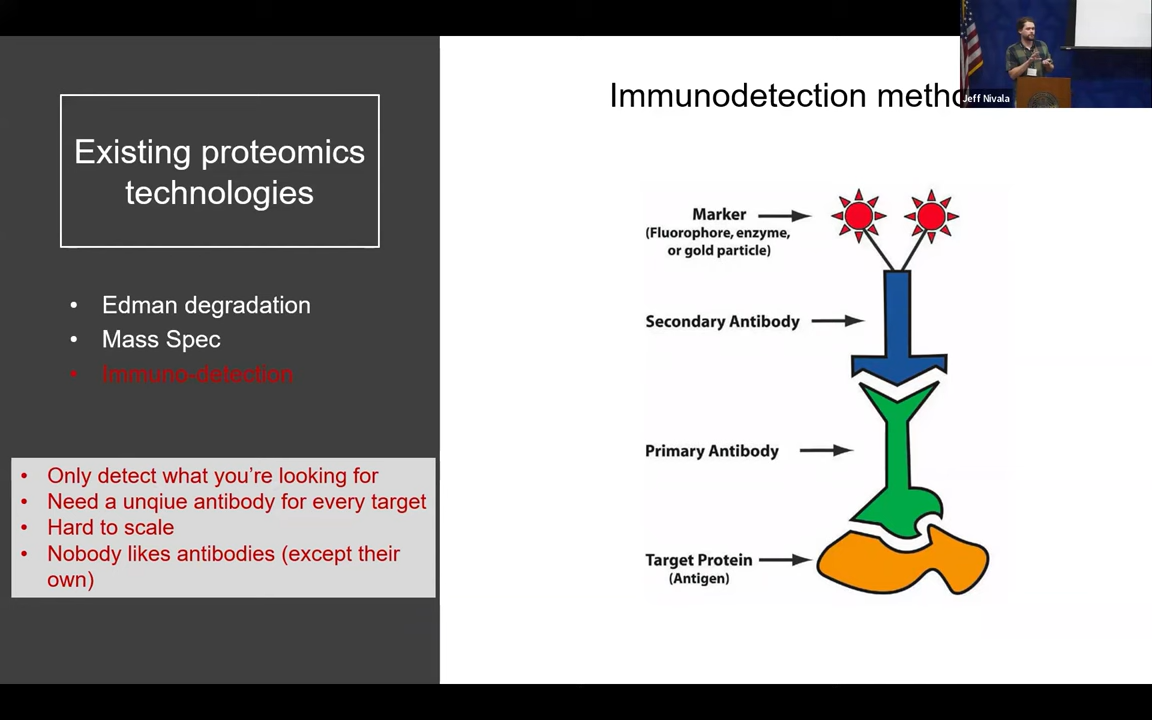 Existing proteomics
technologies
• Edman degradation
• Mass Spec
• Immuno-detection
• Only detect what you’re looking for
• Need a unqiue antibody for every target
• Hard to scale
• Nobody likes antibodies (except their
own)
Immunodetection metho
Jeff Nivala
Marker
(Fluorophore, enzyme,
or gold particle)
Secondary Antibody
Primary Antibody
Target Protein
(Antigen)